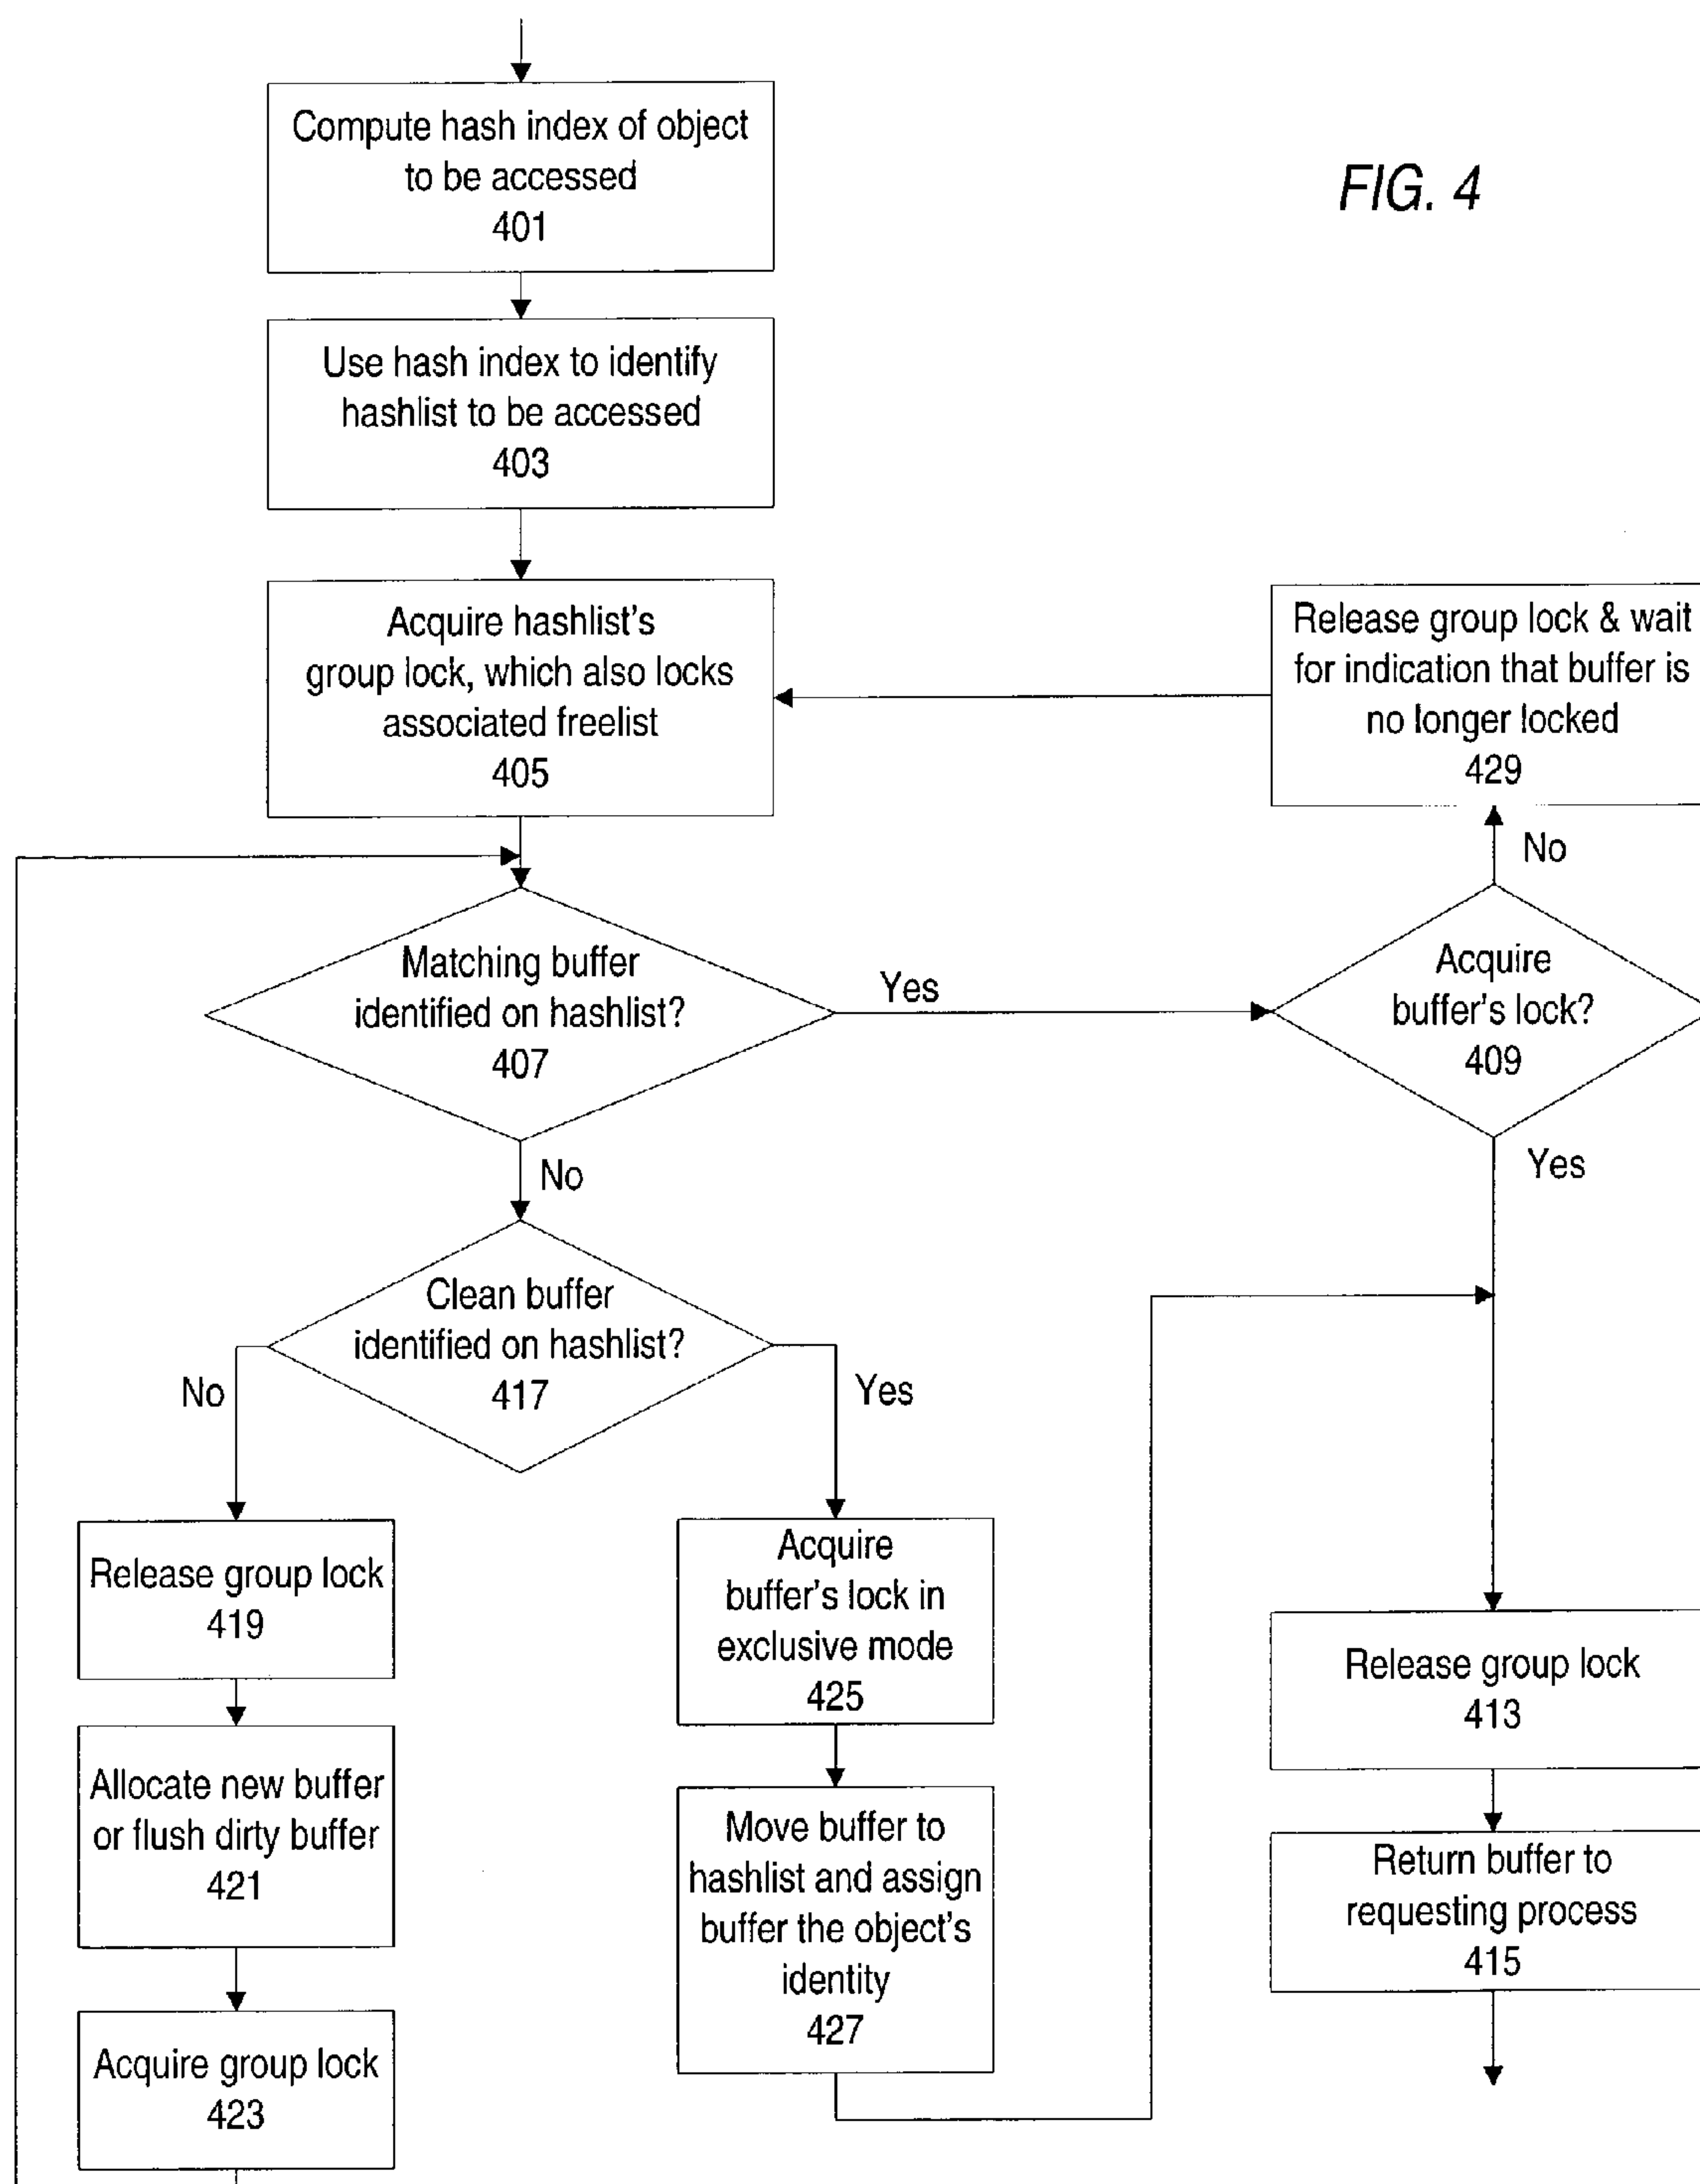 FIG. 4
Compute hash index of object
to be accessed
401
Use hash index to identify
hashlist to be accessed
403
Acquire hashlist's
group lock, which also locks
associated freelist
405
Release group lock & wait
for indication that buffer is
no longer locked
429
No
Matching buffer
identified on hashlist?
407
Yes
Acquire
buffer's lock?
409
Yes
No
Clean buffer
identified on hashlist?
417
No
Yes
Release group lock
419
Allocate new buffer
or flush dirty buffer
421
Acquire group lock
423
Acquire
buffer's lock in
exclusive mode
425
Move buffer to
hashlist and assign
buffer the object's
identity
427
Release group lock
413
Return buffer to
requesting process
415